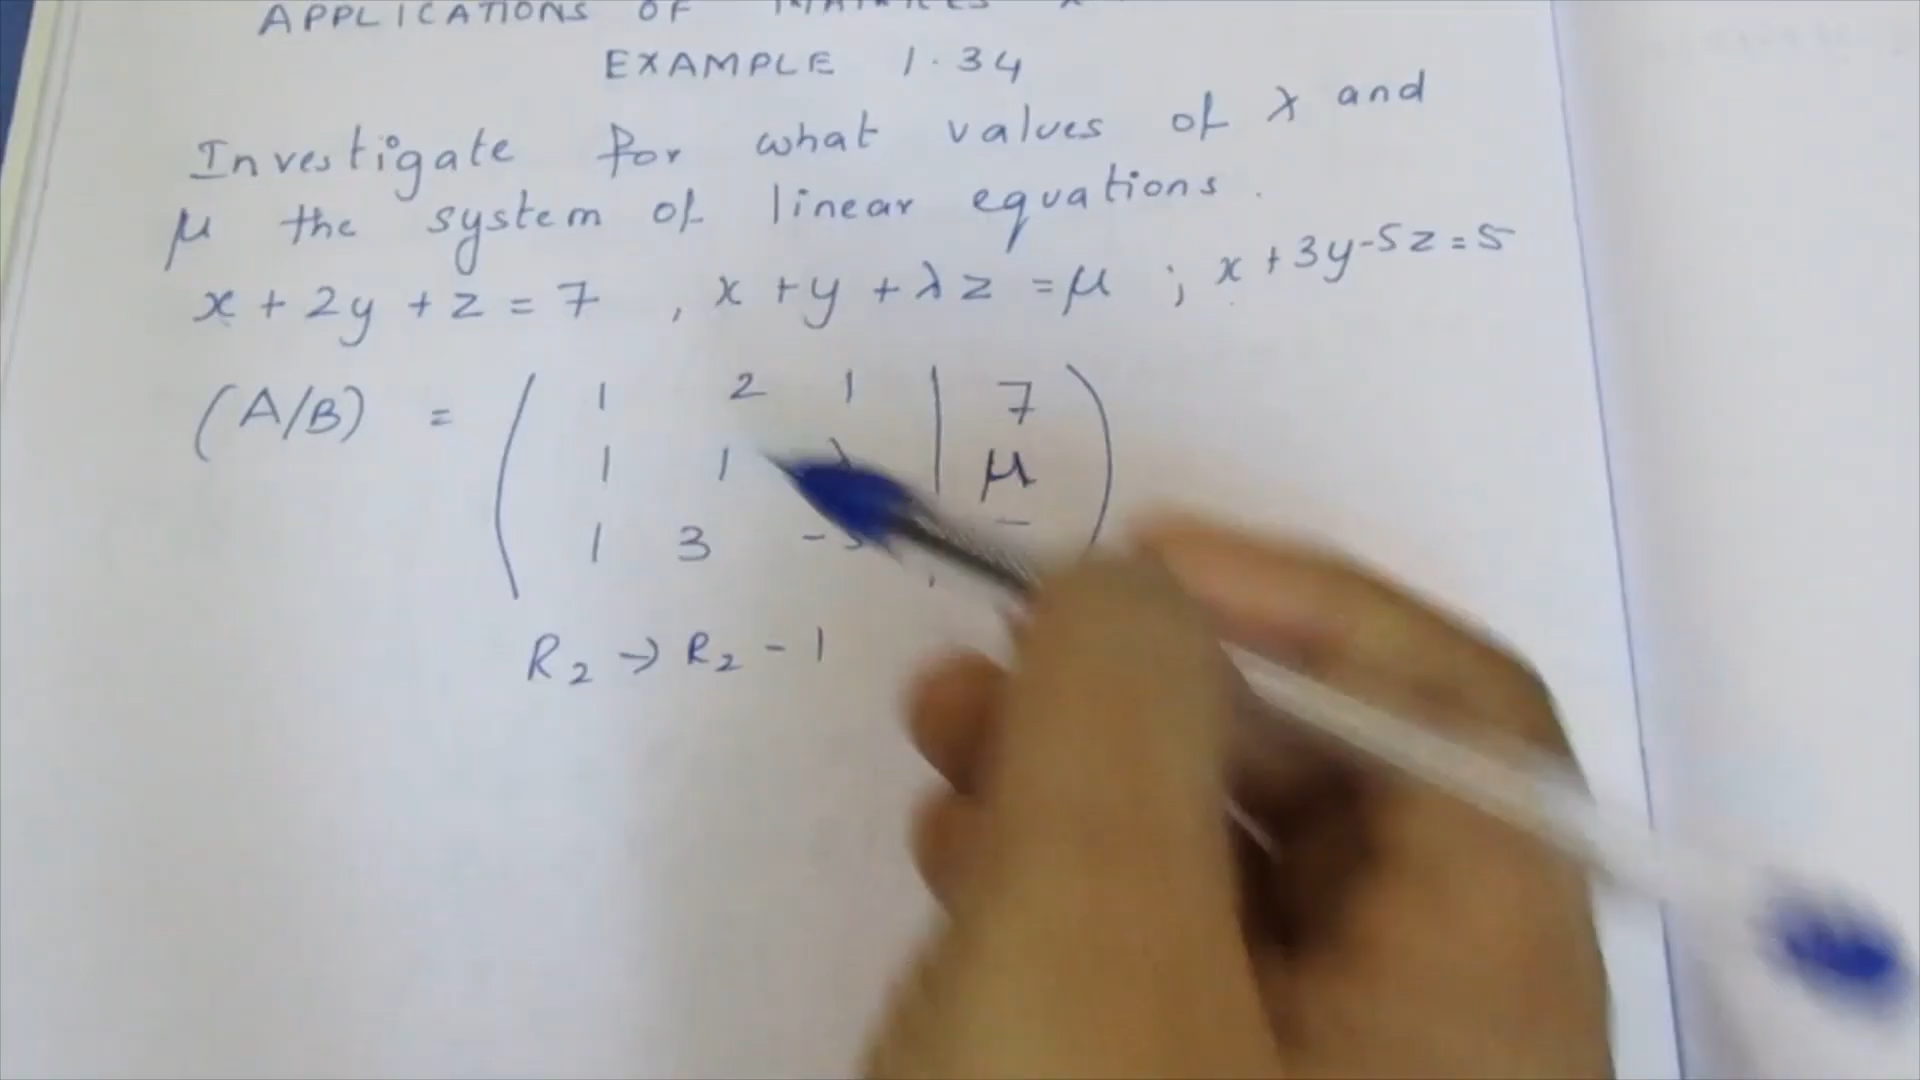 APPLICATIONS OF MATRICES
EXAMPLE 1.34
Investigate for what values of λ and
μ the system of linear equations.
x + 2y + z = 7 , x + y + λz = μ ; x + 3y - 5z = 5
(A/B) = ( 1 2 1 | 7
1 1 λ | μ
1 3 - )
R₂ → R₂ - 1